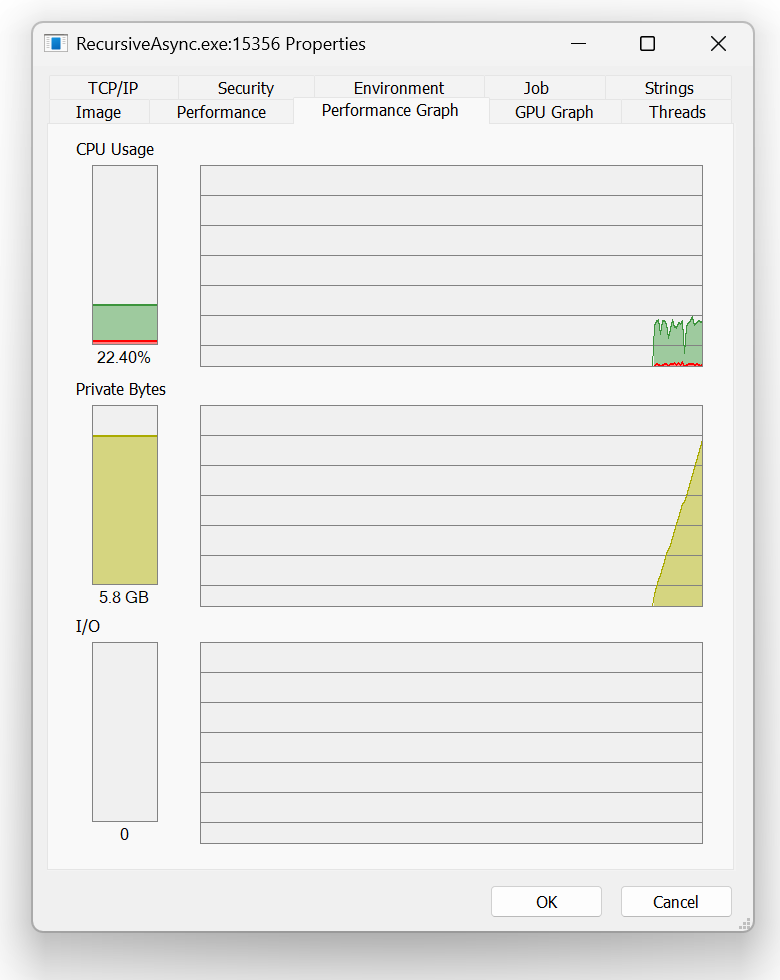 RecursiveAsync.exe:15356 Properties
TCP/IP Security Environment Job Strings
Image Performance Performance Graph GPU Graph Threads
CPU Usage
22.40%
Private Bytes
5.8 GB
I/O
0
OK Cancel